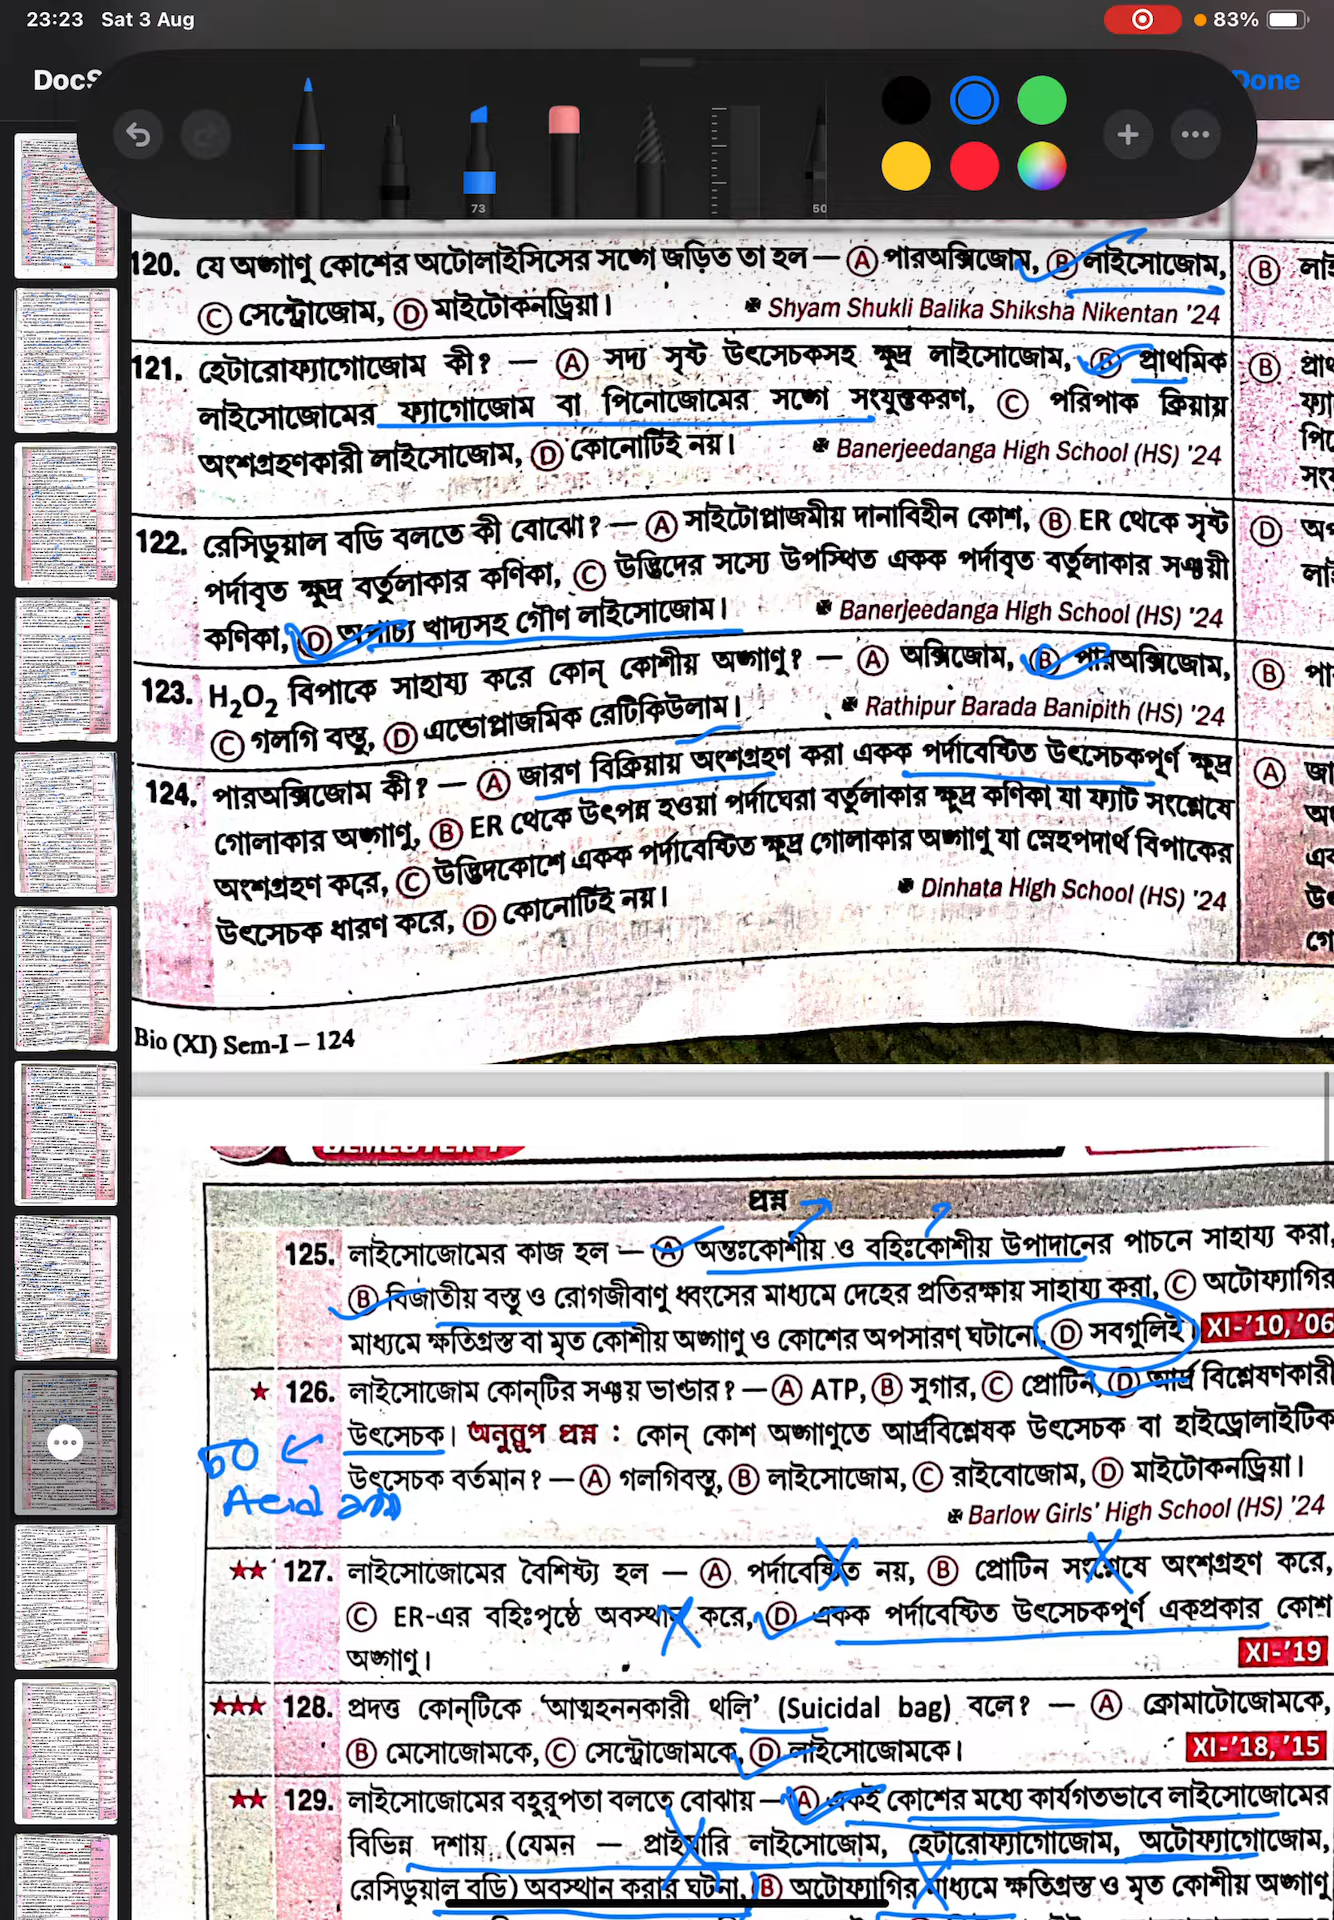 23:23 Sat 3 Aug
83%
DocS
Done
73
50
120. যে অঙ্গাণু কোশের অটোলাইসিসের সঙ্গে জড়িত তা হল — Ⓐ পারঅক্সিজোম, Ⓑ লাইসোজোম,
Ⓒ সেন্ট্রোজোম, Ⓓ মাইটোকনড্রিয়া।
Shyam Shukli Balika Shiksha Nikentan '24
Ⓑ
121. হেটারোফ্যাগোজোম কী? — Ⓐ সদ্য সৃষ্ট উৎসেচকসহ ক্ষুদ্র লাইসোজোম, Ⓑ প্রাথমিক
Ⓑ
লাইসোজোমের ফ্যাগোজোম বা পিনোজোমের সঙ্গে সংযুক্তকরণ, Ⓒ পরিপাক ক্রিয়ায়
অংশগ্রহণকারী লাইসোজোম, Ⓓ কোনোটিই নয়।
Banerjeedanga High School (HS) '24
122. রেসিডুয়াল বডি বলতে কী বোঝো? — Ⓐ সাইটোপ্লাজমীয় দানাবিহীন কোশ, Ⓑ ER থেকে সৃষ্ট
Ⓓ
পর্দাবৃত ক্ষুদ্র বর্তুলাকার কণিকা, Ⓒ উদ্ভিদের সস্যে উপস্থিত একক পর্দাবৃত বর্তুলাকার সঞ্চয়ী
কণিকা, Ⓓ অপাচ্য খাদ্যসহ গৌণ লাইসোজোম।
Banerjeedanga High School (HS) '24
123. H₂O₂ বিপাকে সাহায্য করে কোন্ কোশীয় অঙ্গাণু? — Ⓐ অক্সিজোম, Ⓑ পারঅক্সিজোম,
Ⓑ
Ⓒ গলগি বস্তু, Ⓓ এন্ডোপ্লাজমিক রেটিকিউলাম।
Rathipur Barada Banipith (HS) '24
124. পারঅক্সিজোম কী? — Ⓐ জারণ বিক্রিয়ায় অংশগ্রহণ করা একক পর্দাবেষ্টিত উৎসেচকপূর্ণ ক্ষুদ্র
Ⓐ
গোলাকার অঙ্গাণু, Ⓑ ER থেকে উৎপন্ন হওয়া পর্দাঘেরা বর্তুলাকার ক্ষুদ্র কণিকা যা ফ্যাট সংশ্লেষে
অংশগ্রহণ করে, Ⓒ উদ্ভিদকোশে একক পর্দাবেষ্টিত ক্ষুদ্র গোলাকার অঙ্গাণু যা স্নেহপদার্থ বিপাকের
উৎসেচক ধারণ করে, Ⓓ কোনোটিই নয়।
Dinhata High School (HS) '24
Bio (XI) Sem-I – 124
প্রশ্ন
125. লাইসোজোমের কাজ হল — Ⓐ অন্তঃকোশীয় ও বহিঃকোশীয় উপাদানের পাচনে সাহায্য করা,
Ⓑ বিজাতীয় বস্তু ও রোগজীবাণু ধ্বংসের মাধ্যমে দেহের প্রতিরক্ষায় সাহায্য করা, Ⓒ অটোফ্যাগির
মাধ্যমে ক্ষতিগ্রস্ত বা মৃত কোশীয় অঙ্গাণু ও কোশের অপসারণ ঘটানো, Ⓓ সবগুলিই। XI-'10,'06
★ 126. লাইসোজোম কোন্‌টির সঞ্চয় ভাণ্ডার? — Ⓐ ATP, Ⓑ সুগার, Ⓒ প্রোটিন, Ⓓ আর্দ্র বিশ্লেষণকারী
উৎসেচক। অনুরূপ প্রশ্ন : কোন্ কোশ অঙ্গাণুতে আর্দ্রবিশ্লেষক উৎসেচক বা হাইড্রোলাইটিক
উৎসেচক বর্তমান? — Ⓐ গলগিবস্তু, Ⓑ লাইসোজোম, Ⓒ রাইবোজোম, Ⓓ মাইটোকনড্রিয়া।
Acid
Barlow Girls' High School (HS) '24
★★ 127. লাইসোজোমের বৈশিষ্ট্য হল — Ⓐ পর্দাবেষ্টিত নয়, Ⓑ প্রোটিন সংশ্লেষে অংশগ্রহণ করে,
Ⓒ ER-এর বহিঃপৃষ্ঠে অবস্থান করে, Ⓓ একক পর্দাবেষ্টিত উৎসেচকপূর্ণ একপ্রকার কোশ
অঙ্গাণু।
XI-'19
★★★ 128. প্রদত্ত কোন্‌টিকে ‘আত্মহননকারী থলি’ (Suicidal bag) বলে? — Ⓐ ক্রোমাটোজোমকে,
Ⓑ মেসোজোমকে, Ⓒ সেন্ট্রোজোমকে, Ⓓ লাইসোজোমকে।
XI-'18,'15
★★ 129. লাইসোজোমের বহুরূপতা বলতে বোঝায় — Ⓐ একই কোশের মধ্যে কার্যগতভাবে লাইসোজোমের
বিভিন্ন দশায় (যেমন — প্রাইমারি লাইসোজোম, হেটারোফ্যাগোজোম, অটোফ্যাগোজোম,
রেসিডুয়াল বডি) অবস্থান করার ঘটনা, Ⓑ অটোফ্যাগির মাধ্যমে ক্ষতিগ্রস্ত ও মৃত কোশীয় অঙ্গাণু